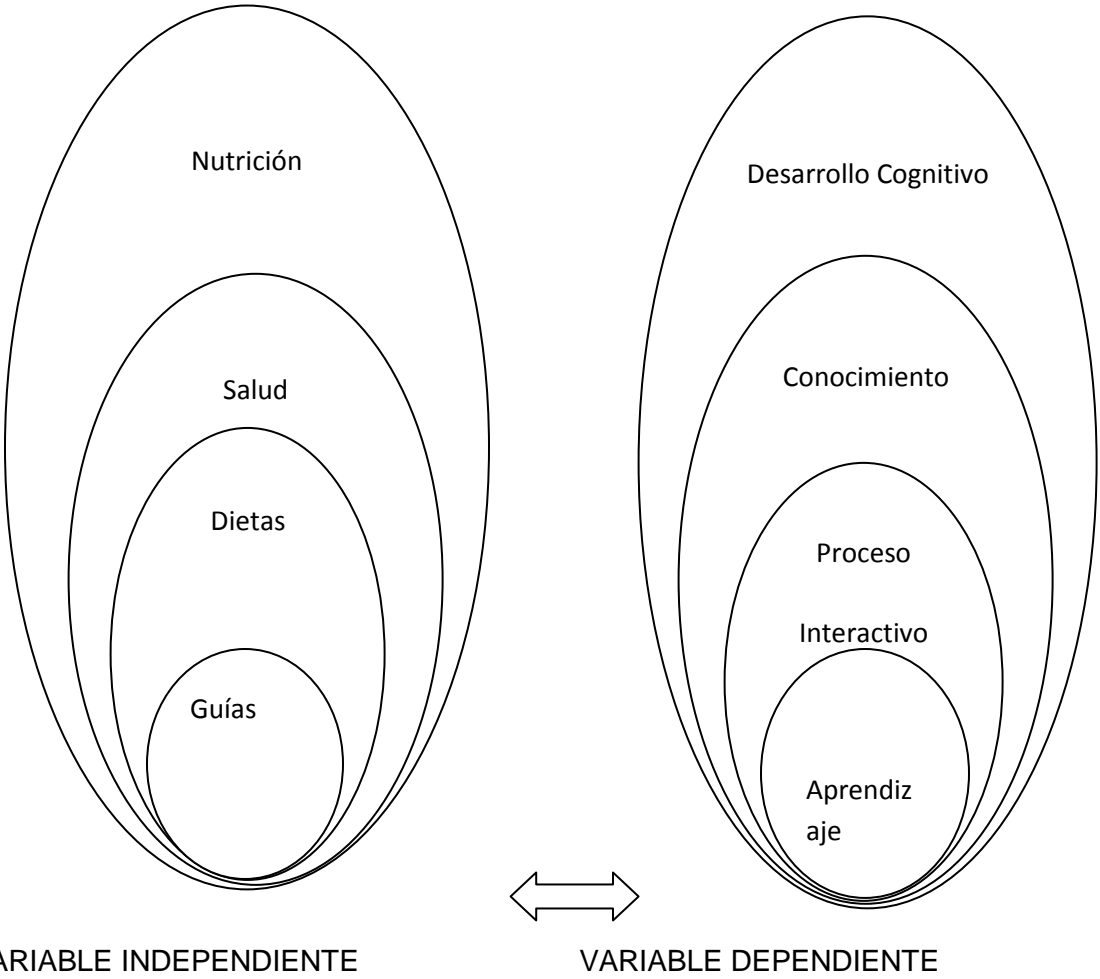 Nutrición
Salud
Dietas
Guías
ARIABLE INDEPENDIENTE
Desarrollo Cognitivo
Conocimiento
Proceso
Interactivo
Aprendiz
aje
VARIABLE DEPENDIENTE